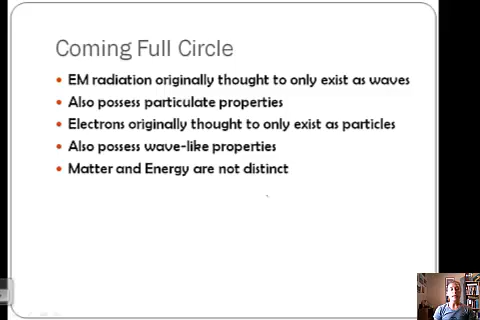 Coming Full Circle
EM radiation originally thought to only exist as waves
Also possess particulate properties
Electrons originally thought to only exist as particles
Also possess wave-like properties
Matter and Energy are not distinct